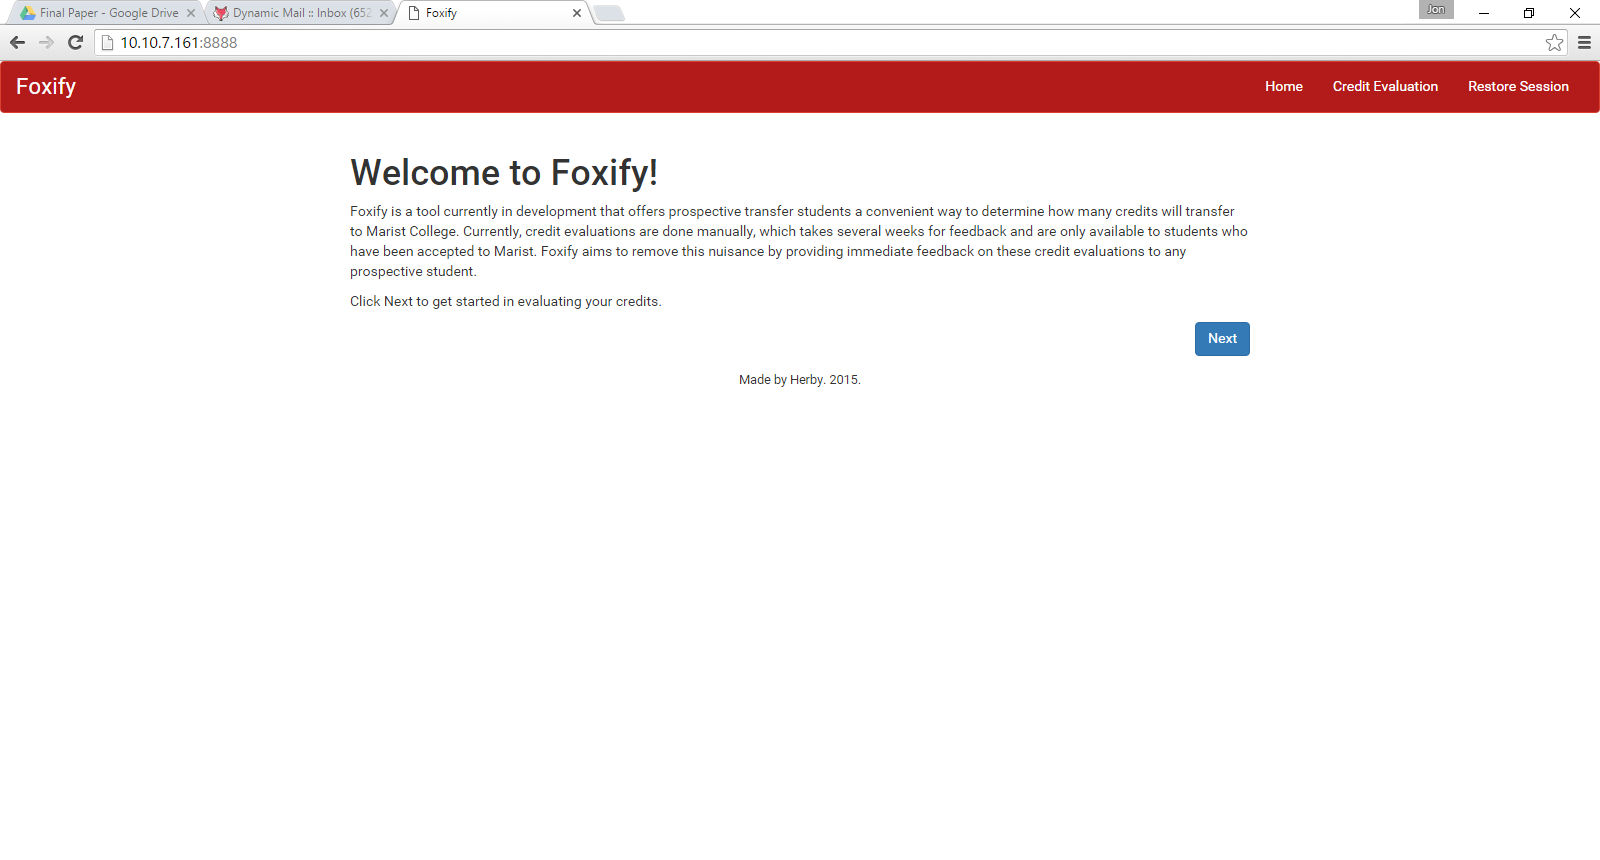 Final Paper - Google Drive
Dynamic Mail :: Inbox (652
Foxify
Jon
10.10.7.161:8888
Foxify
Home
Credit Evaluation
Restore Session
Welcome to Foxify!
Foxify is a tool currently in development that offers prospective transfer students a convenient way to determine how many credits will transfer
to Marist College. Currently, credit evaluations are done manually, which takes several weeks for feedback and are only available to students who
have been accepted to Marist. Foxify aims to remove this nuisance by providing immediate feedback on these credit evaluations to any
prospective student.
Click Next to get started in evaluating your credits.
Next
Made by Herby. 2015.